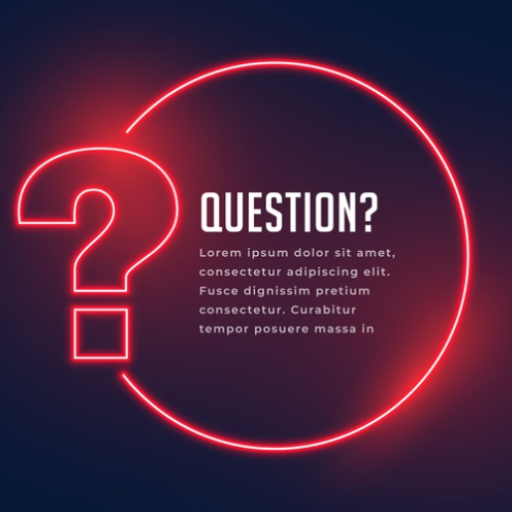 QUESTION?
Lorem ipsum dolor sit amet,
consectetur adipiscing elit.
Fusce dignissim pretium
consectetur. Curabitur
tempor posuere massa in